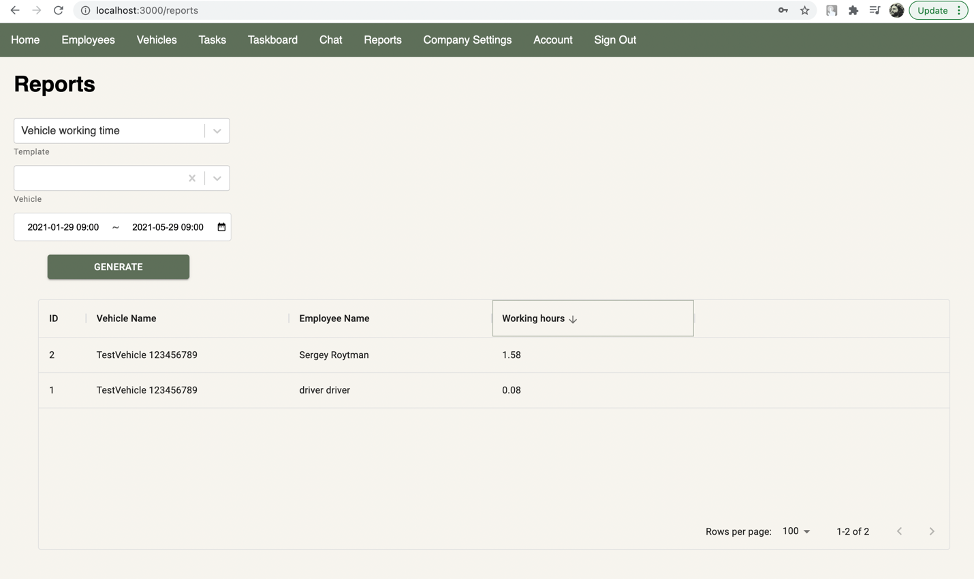 localhost:3000/reports
Update
Home Employees Vehicles Tasks Taskboard Chat Reports Company Settings Account Sign Out
Reports
Vehicle working time
Template
Vehicle
2021-01-29 09:00 ~ 2021-05-29 09:00
GENERATE
ID Vehicle Name Employee Name Working hours
2 TestVehicle 123456789 Sergey Roytman 1.58
1 TestVehicle 123456789 driver driver 0.08
Rows per page: 100 1-2 of 2